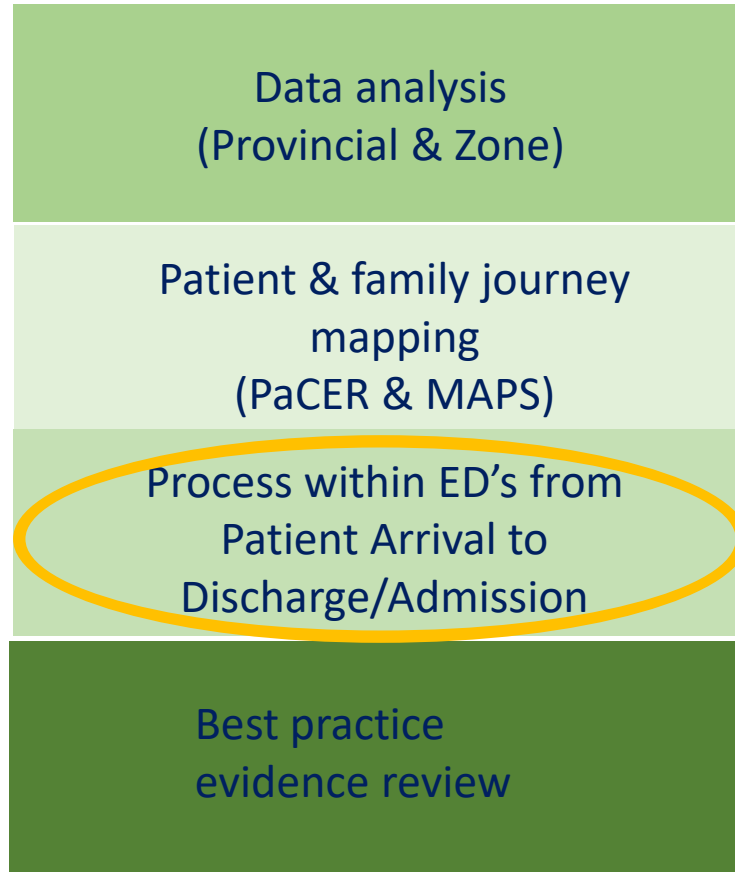 Data analysis
(Provincial & Zone)
Patient & family journey
mapping
(PaCER & MAPS)
Process within ED’s from
Patient Arrival to
Discharge/Admission
Best practice
evidence review